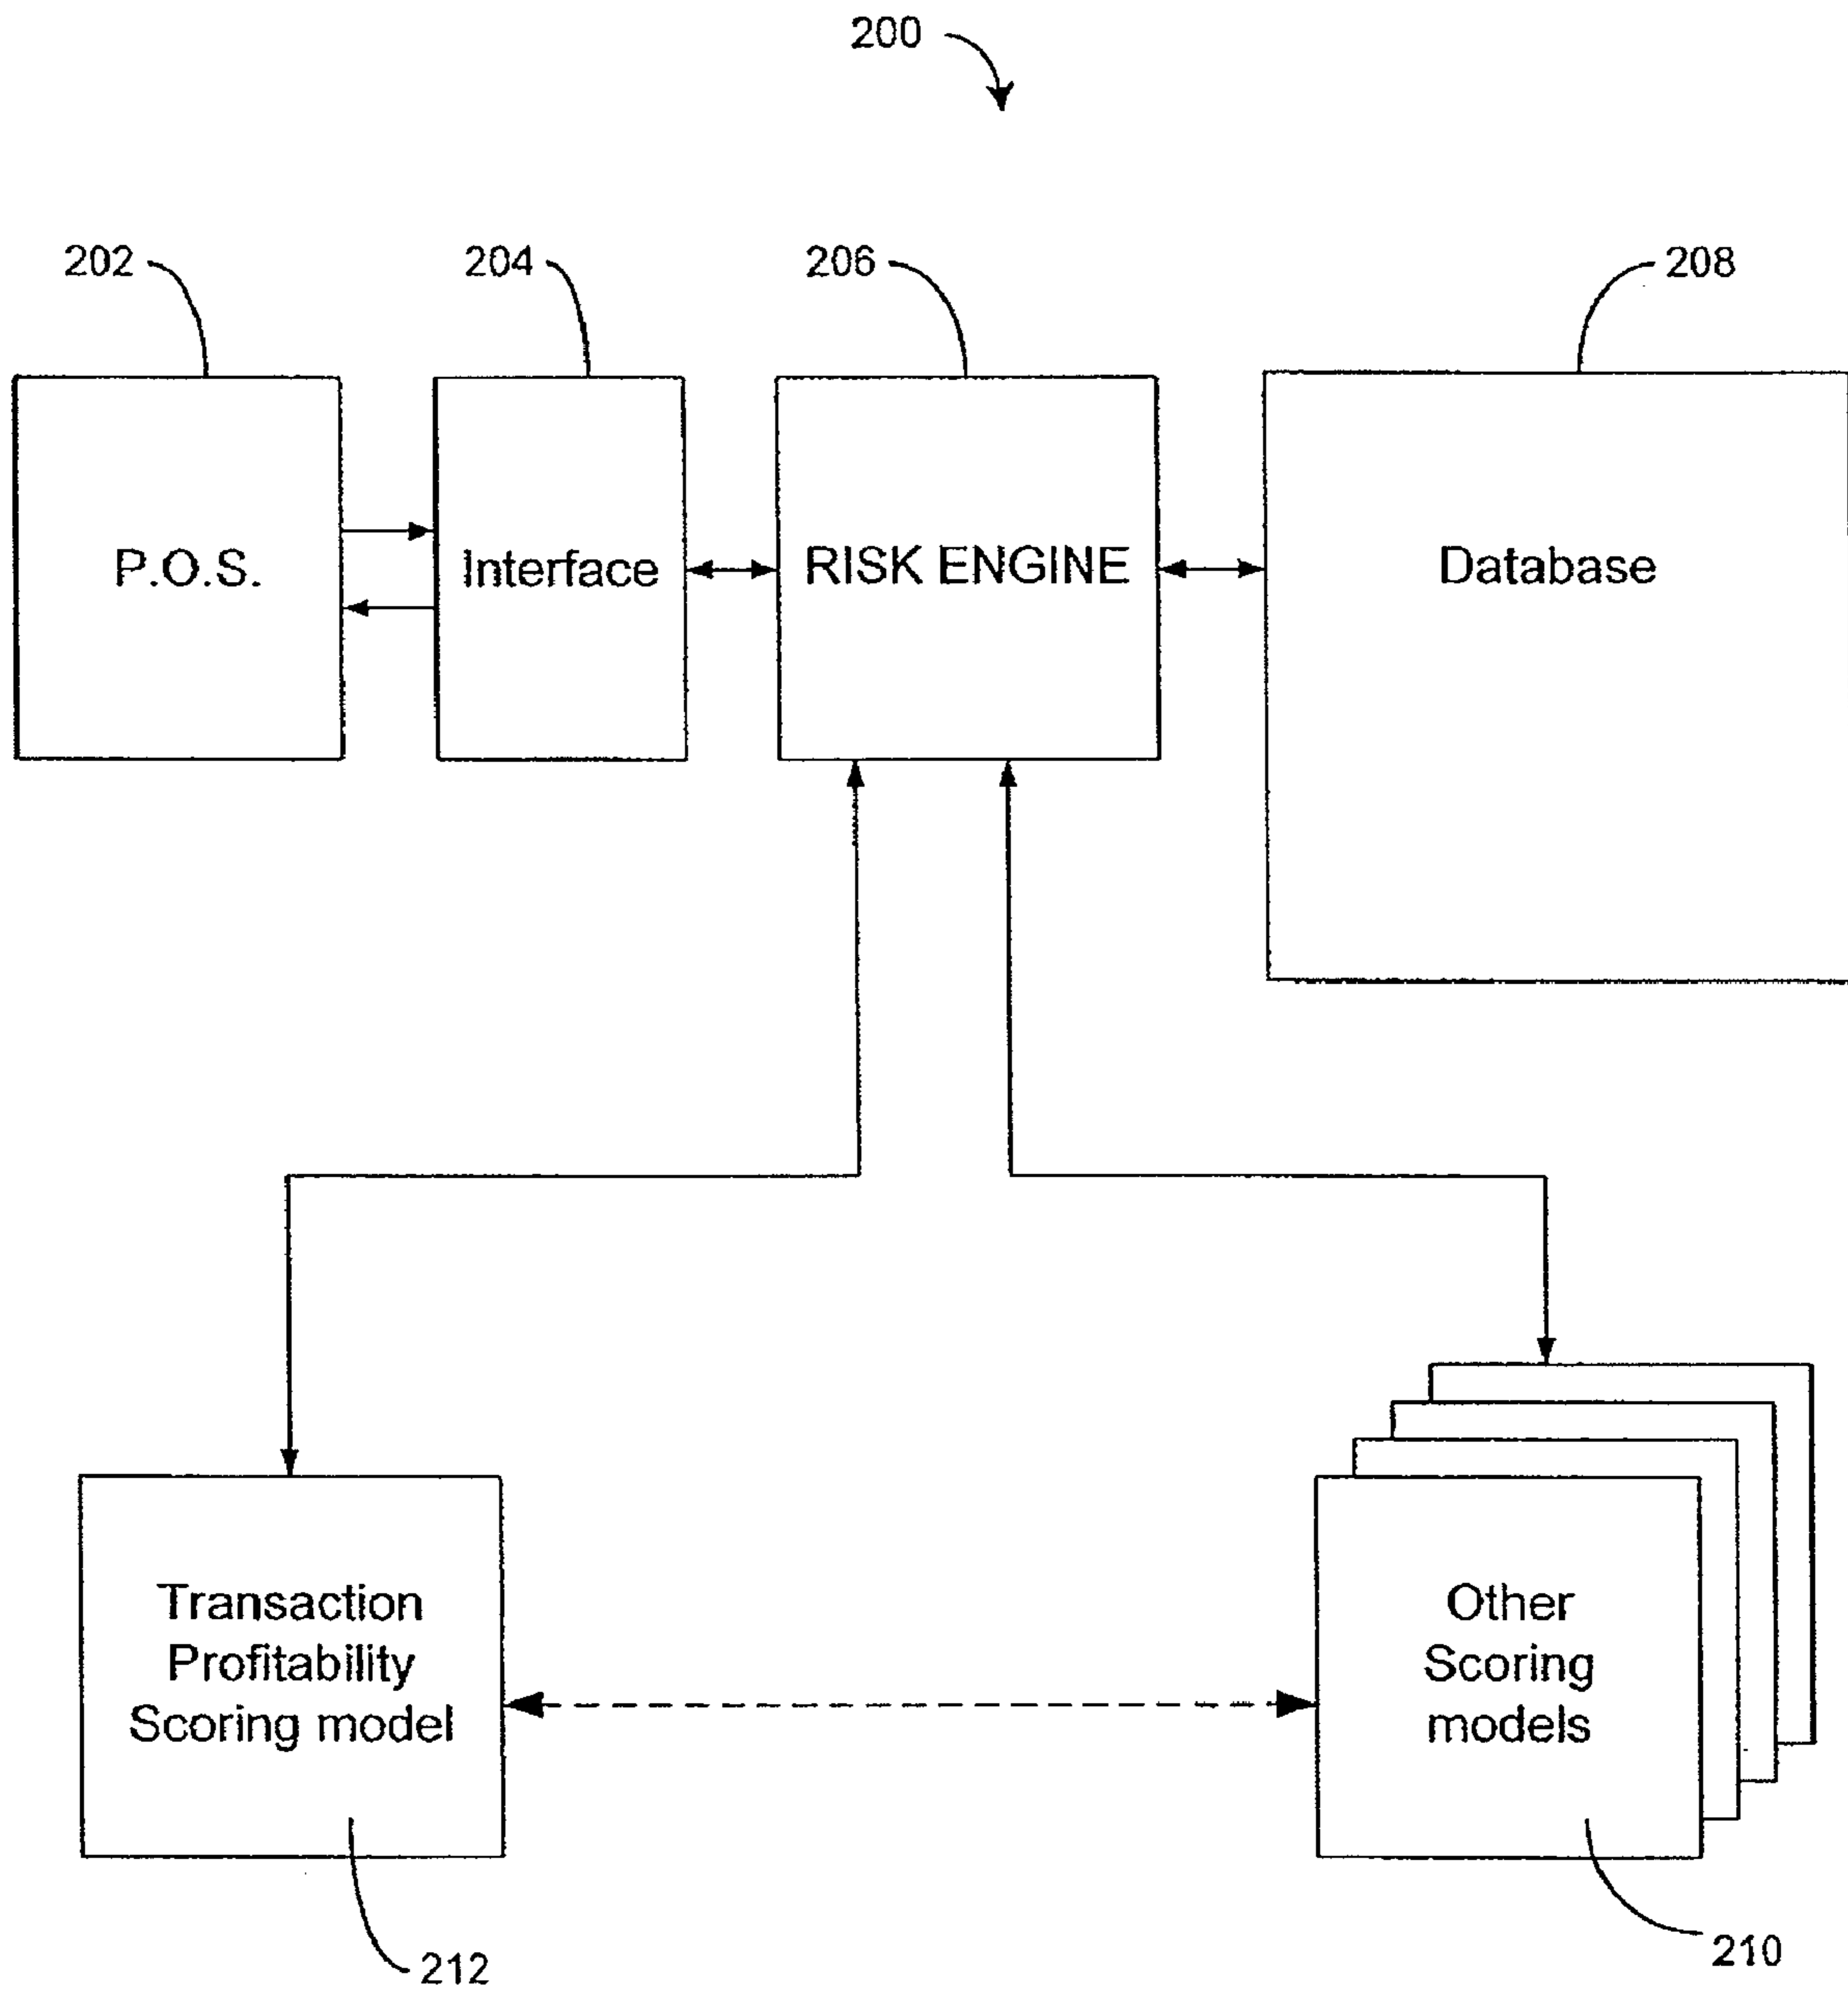 200
202
204
206
208
P.O.S.
Interface
RISK ENGINE
Database
Transaction
Profitability
Scoring model
Other
Scoring
models
212
210